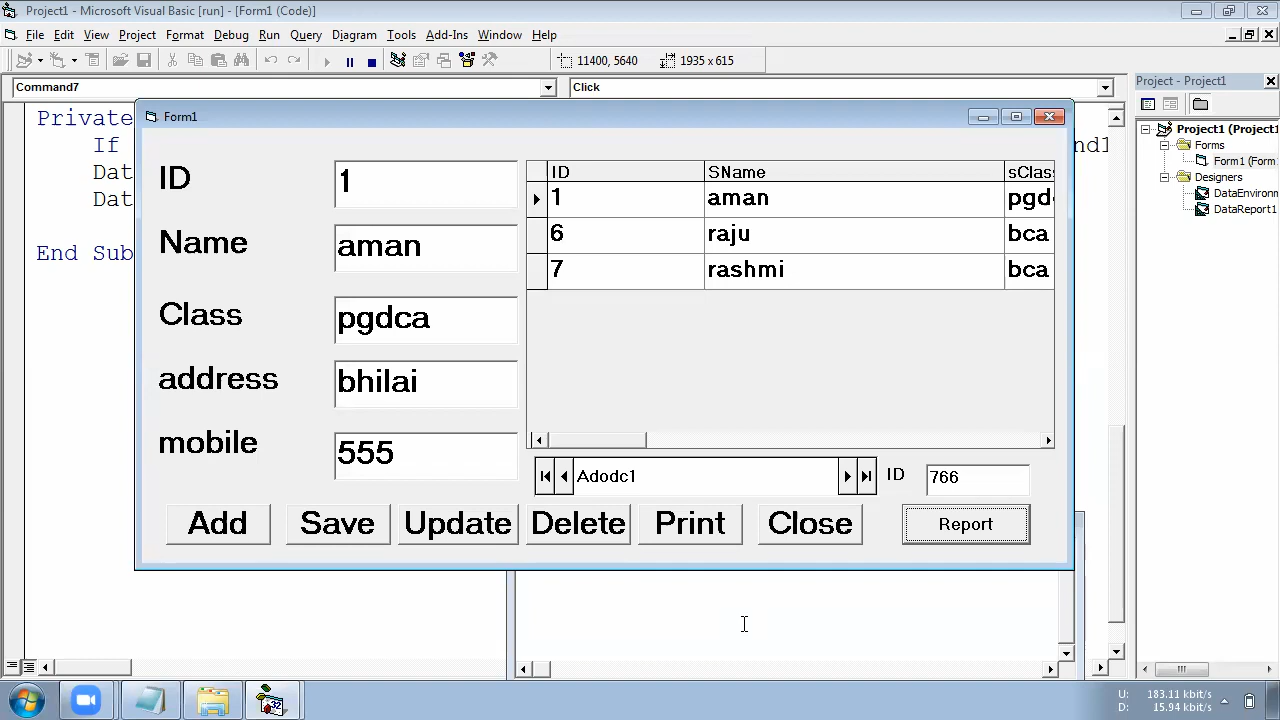 Project1 - Microsoft Visual Basic [run] - [Form1 (Code)]
File Edit View Project Format Debug Run Query Diagram Tools Add-Ins Window Help
11400, 5640 1935 x 615
Command7 Click
Project - Project1
Private
If
Dat
Dat
End Sub
Form1
ID 1
Name aman
Class pgdca
address bhilai
mobile 555
ID SName sClas
1 aman pgdc
6 raju bca
7 rashmi bca
Adodc1 ID 766
Add Save Update Delete Print Close Report
Project1 (Project1
Forms
Form1 (Form
Designers
DataEnvironm
DataReport1
32
U: 183.11 kbit/s
D: 15.94 kbit/s